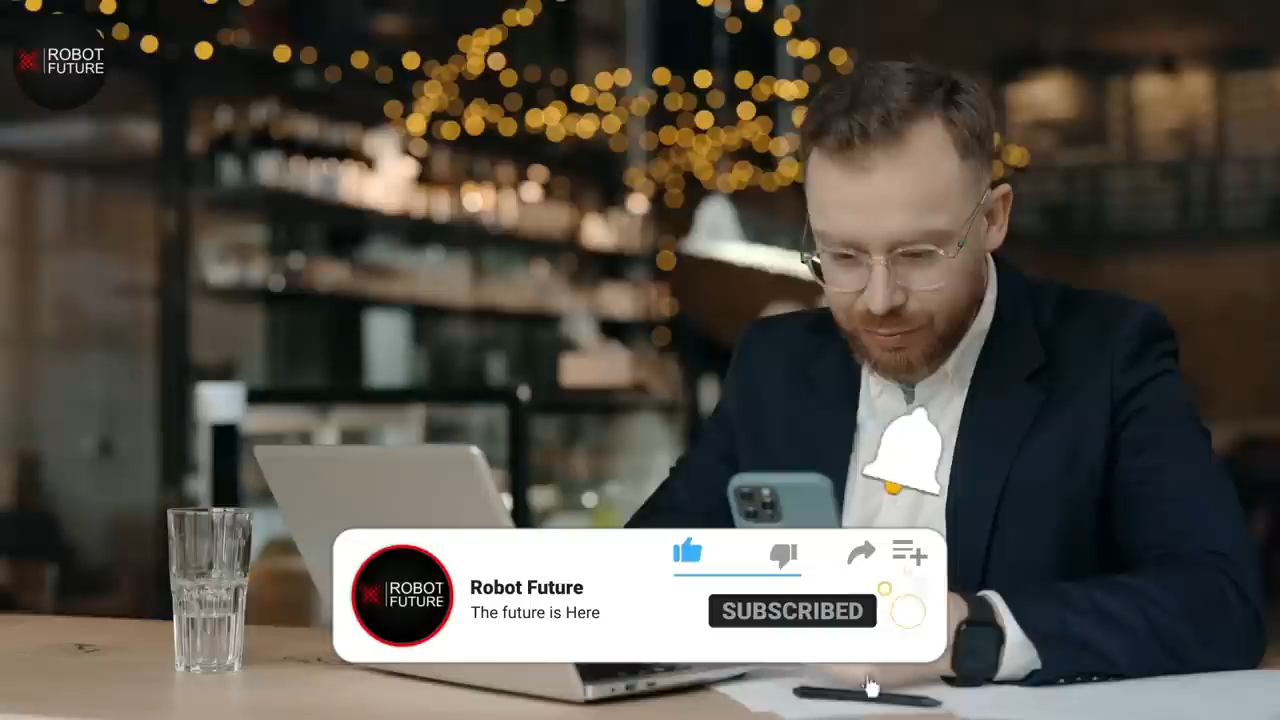 ROBOT
FUTURE
ROBOT
FUTURE
Robot Future
The future is Here
SUBSCRIBED